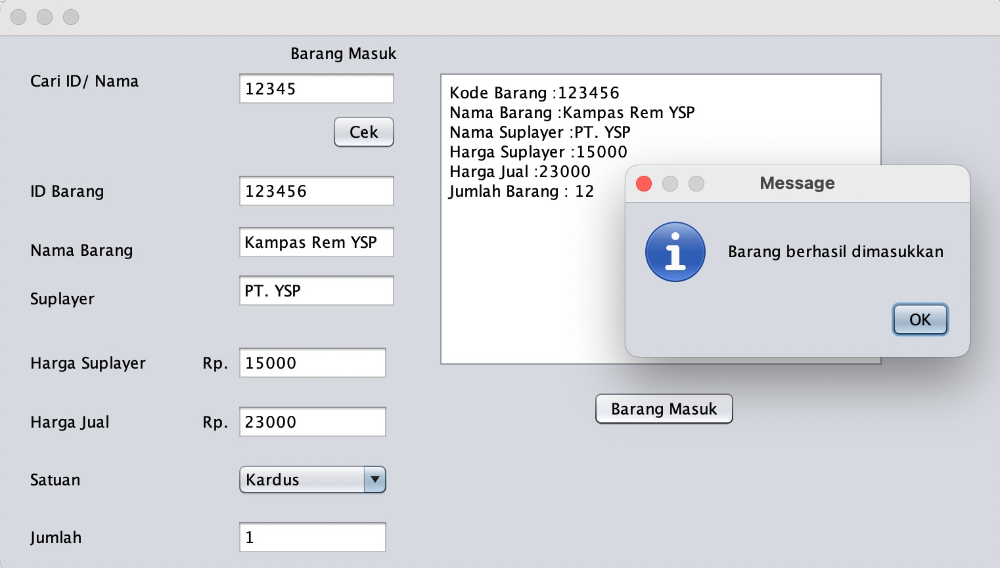 Barang Masuk
Cari ID/ Nama
12345
Cek
ID Barang
123456
Nama Barang
Kampas Rem YSP
Suplayer
PT. YSP
Harga Suplayer
Rp.
15000
Harga Jual
Rp.
23000
Satuan
Kardus
Jumlah
1
Kode Barang :123456
Nama Barang :Kampas Rem YSP
Nama Suplayer :PT. YSP
Harga Suplayer :15000
Harga Jual :23000
Jumlah Barang : 12
Barang Masuk
Message
Barang berhasil dimasukkan
OK